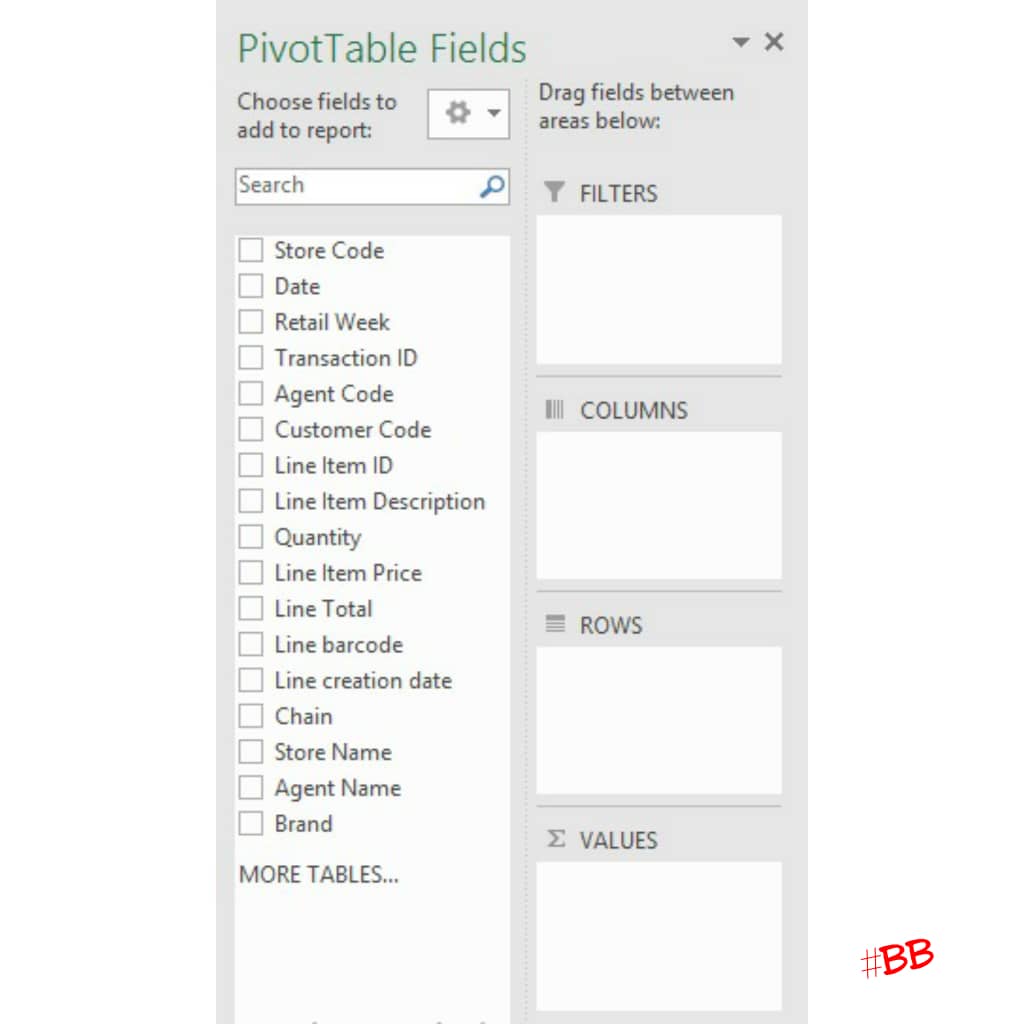 PivotTable Fields
Choose fields to
add to report:
Search
Store Code
Date
Retail Week
Transaction ID
Agent Code
Customer Code
Line Item ID
Line Item Description
Quantity
Line Item Price
Line Total
Line barcode
Line creation date
Chain
Store Name
Agent Name
Brand
MORE TABLES...
Drag fields between
areas below:
FILTERS
COLUMNS
ROWS
Σ VALUES
#BB